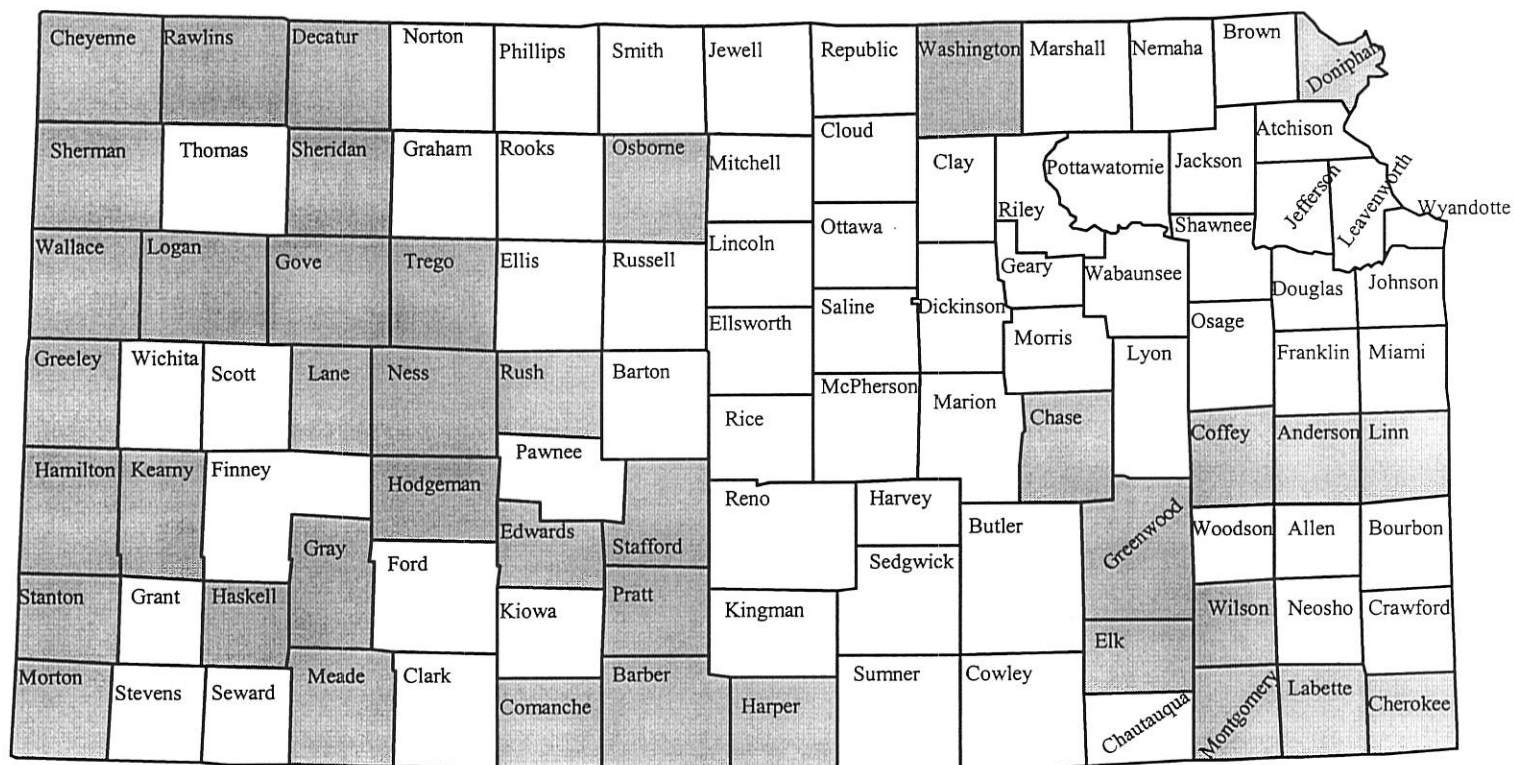 Cheyenne
Rawlins
Decatur
Norton
Phillips
Smith
Jewell
Republic
Washington
Marshall
Nemaha
Brown
Doniphan
Sherman
Thomas
Sheridan
Graham
Rooks
Osborne
Mitchell
Cloud
Clay
Riley
Pottawatomie
Jackson
Atchison
Jefferson
Leavenworth
Wyandotte
Wallace
Logan
Gove
Trego
Ellis
Russell
Lincoln
Ottawa
Geary
Wabaunsee
Shawnee
Douglas
Johnson
Ellsworth
Saline
Dickinson
Morris
Lyon
Osage
Franklin
Miami
Greeley
Wichita
Scott
Lane
Ness
Rush
Barton
Rice
McPherson
Marion
Chase
Coffey
Anderson
Linn
Hamilton
Kearny
Finney
Hodgeman
Pawnee
Edwards
Stafford
Reno
Harvey
Butler
Greenwood
Woodson
Allen
Bourbon
Gray
Ford
Sedgwick
Stanton
Grant
Haskell
Kiowa
Pratt
Kingman
Elk
Wilson
Neosho
Crawford
Morton
Stevens
Seward
Meade
Clark
Comanche
Barber
Harper
Sumner
Cowley
Chautauqua
Montgomery
Labette
Cherokee